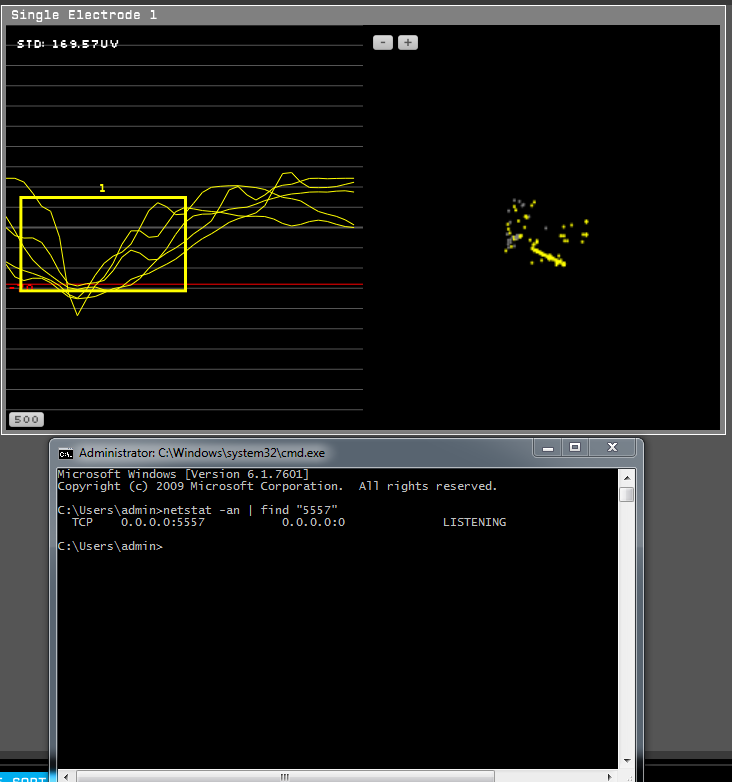 Single Electrode 1
STD: 169.57UV
- +
1
500
Administrator: C:\Windows\system32\cmd.exe
Microsoft Windows [Version 6.1.7601]
Copyright (c) 2009 Microsoft Corporation.  All rights reserved.
C:\Users\admin>netstat -an | find "5557"
  TCP    0.0.0.0:5557           0.0.0.0:0              LISTENING
C:\Users\admin>